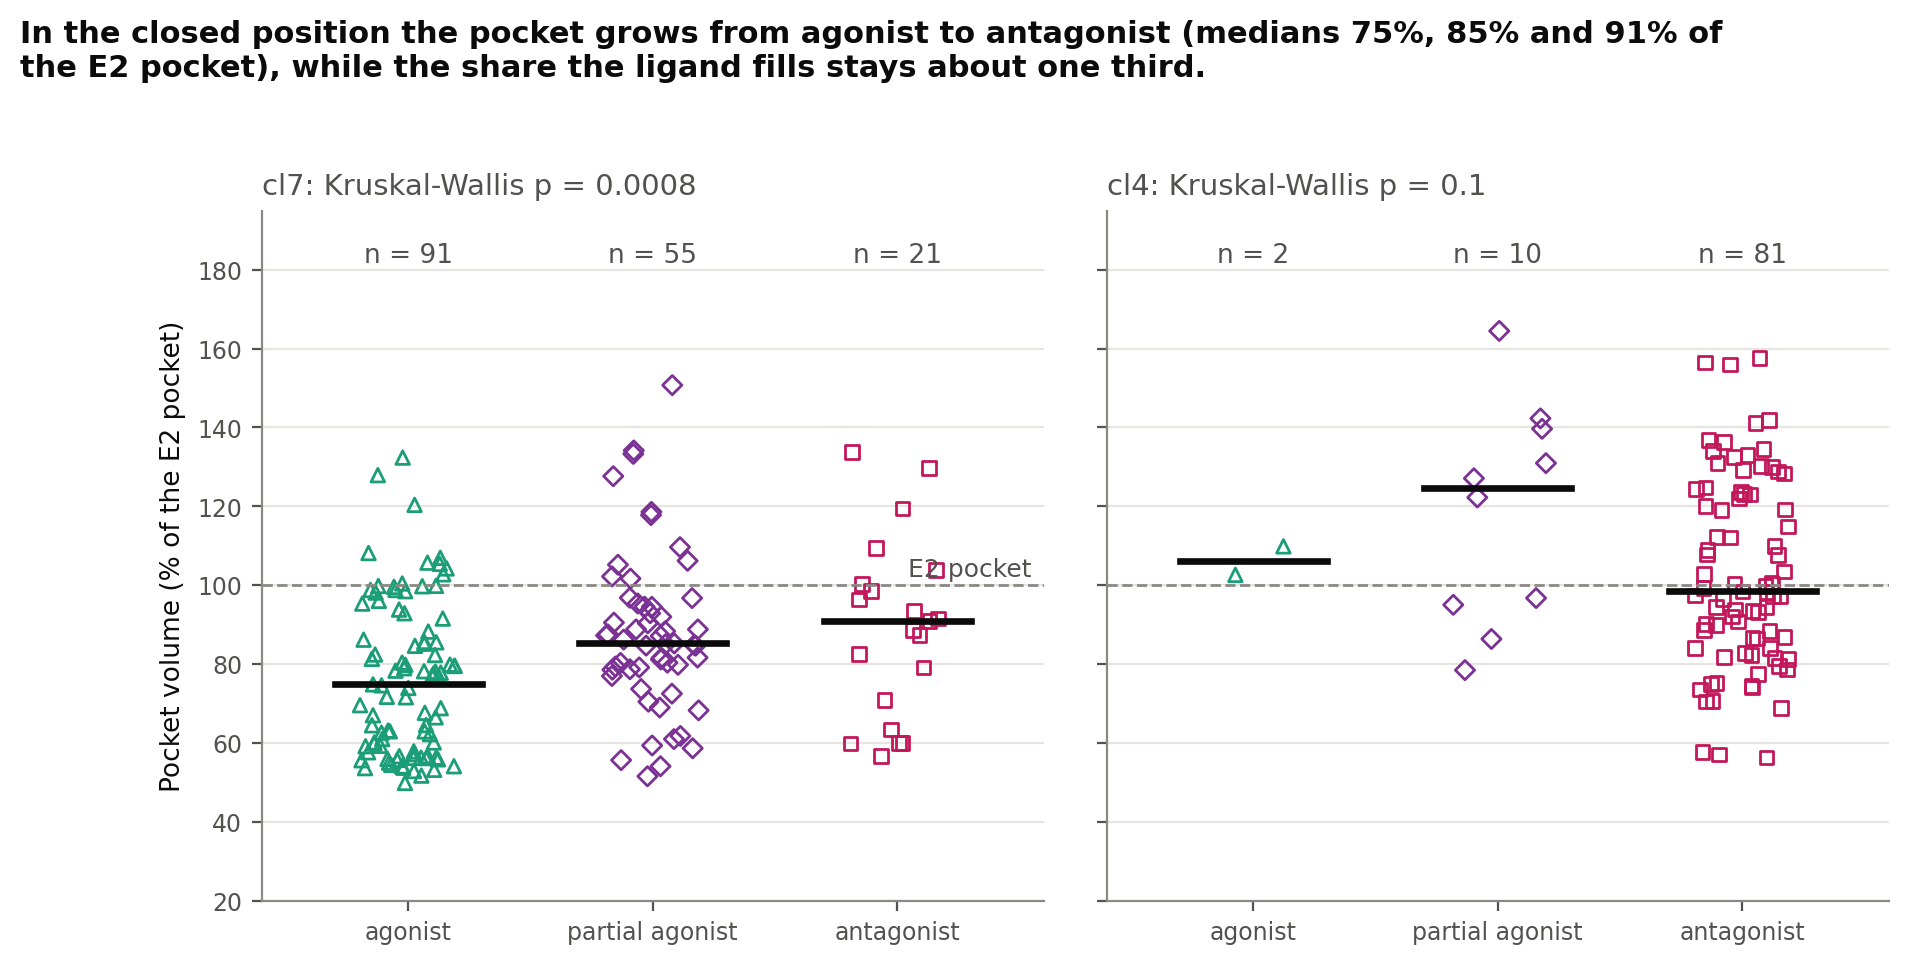 In the closed position the pocket grows from agonist to antagonist (medians 75%, 85% and 91% of
the E2 pocket), while the share the ligand fills stays about one third.
cl7: Kruskal-Wallis p = 0.0008
cl4: Kruskal-Wallis p = 0.1
n = 91
n = 55
n = 21
n = 2
n = 10
n = 81
Pocket volume (% of the E2 pocket)
180
160
140
120
100
80
60
40
20
E2 pocket
agonist
partial agonist
antagonist
agonist
partial agonist
antagonist